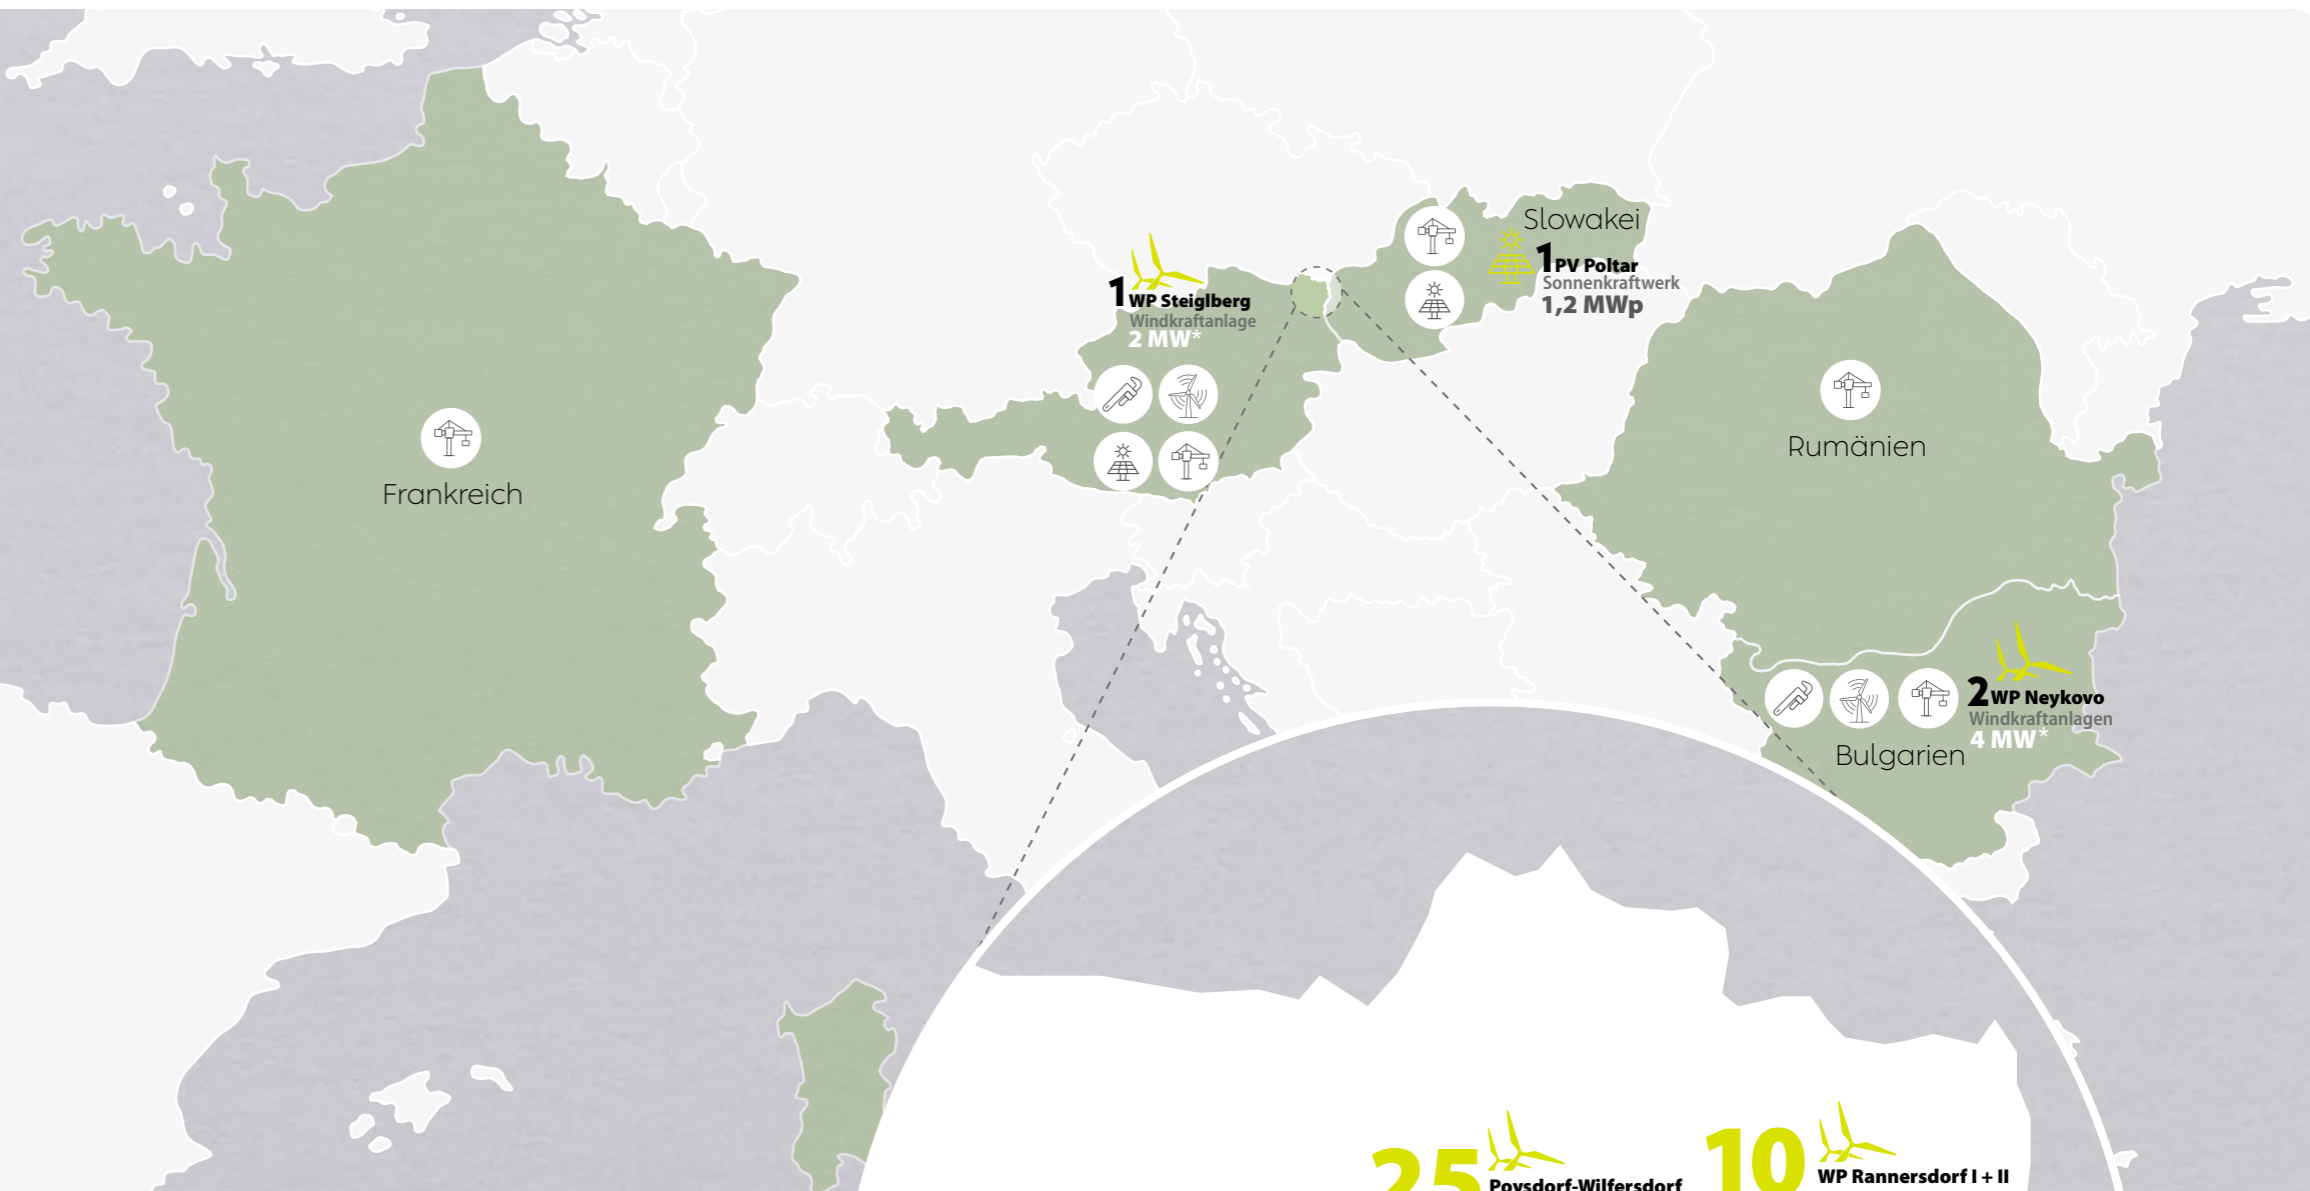 Slowakei
1 PV Poltar
Sonnenkraftwerk
1,2 MWp
1 WP Steiglberg
Windkraftanlage
2 MW*
Frankreich
Rumänien
2 WP Neykovo
Windkraftanlagen
4 MW*
Bulgarien
25 Poysdorf-Wilfersdorf
10 WP Rannersdorf I + II